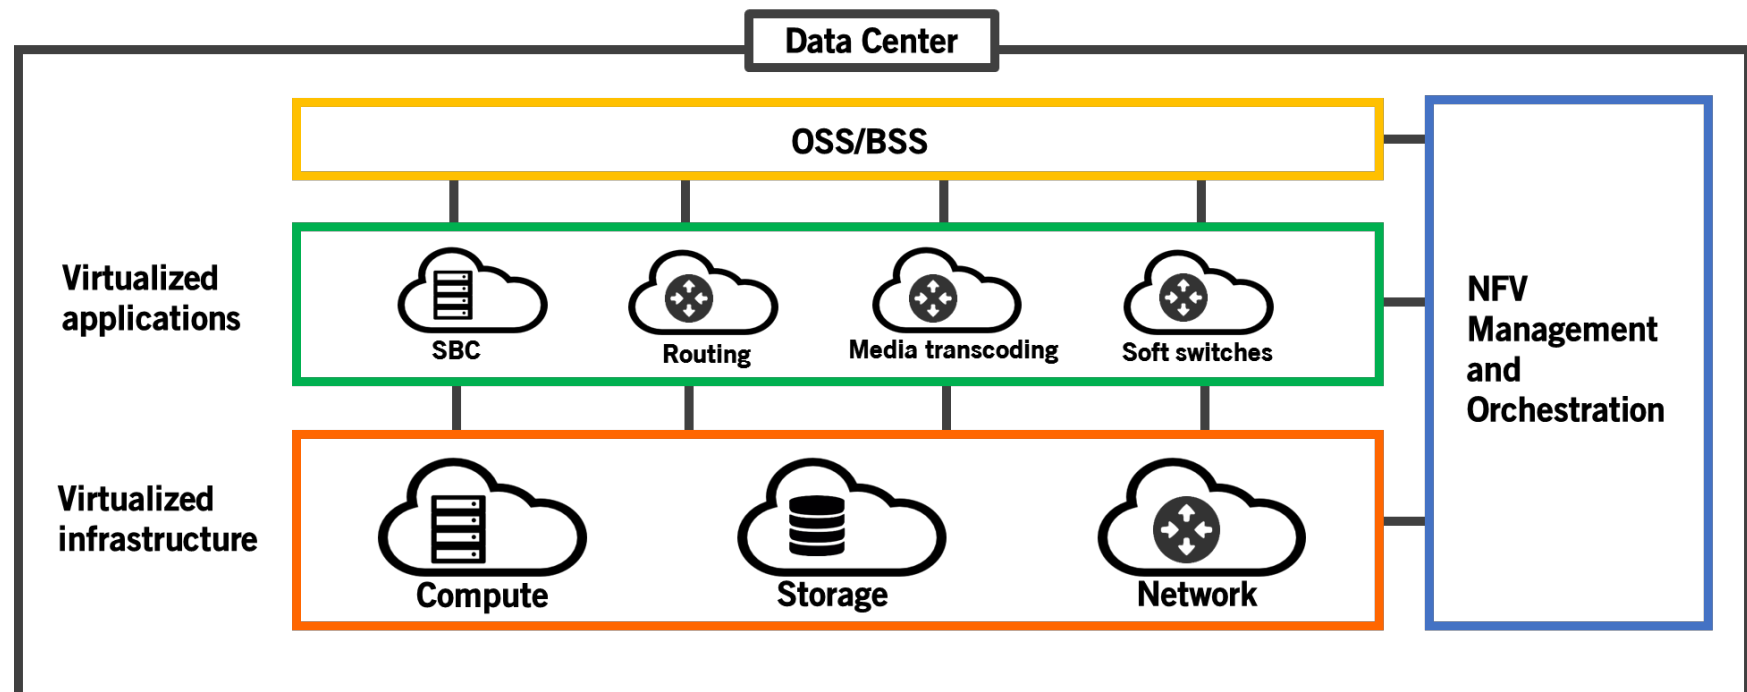 Data Center
OSS/BSS
Virtualized
applications
SBC
Routing
Media transcoding
Soft switches
NFV
Management
and
Orchestration
Virtualized
infrastructure
Compute
Storage
Network